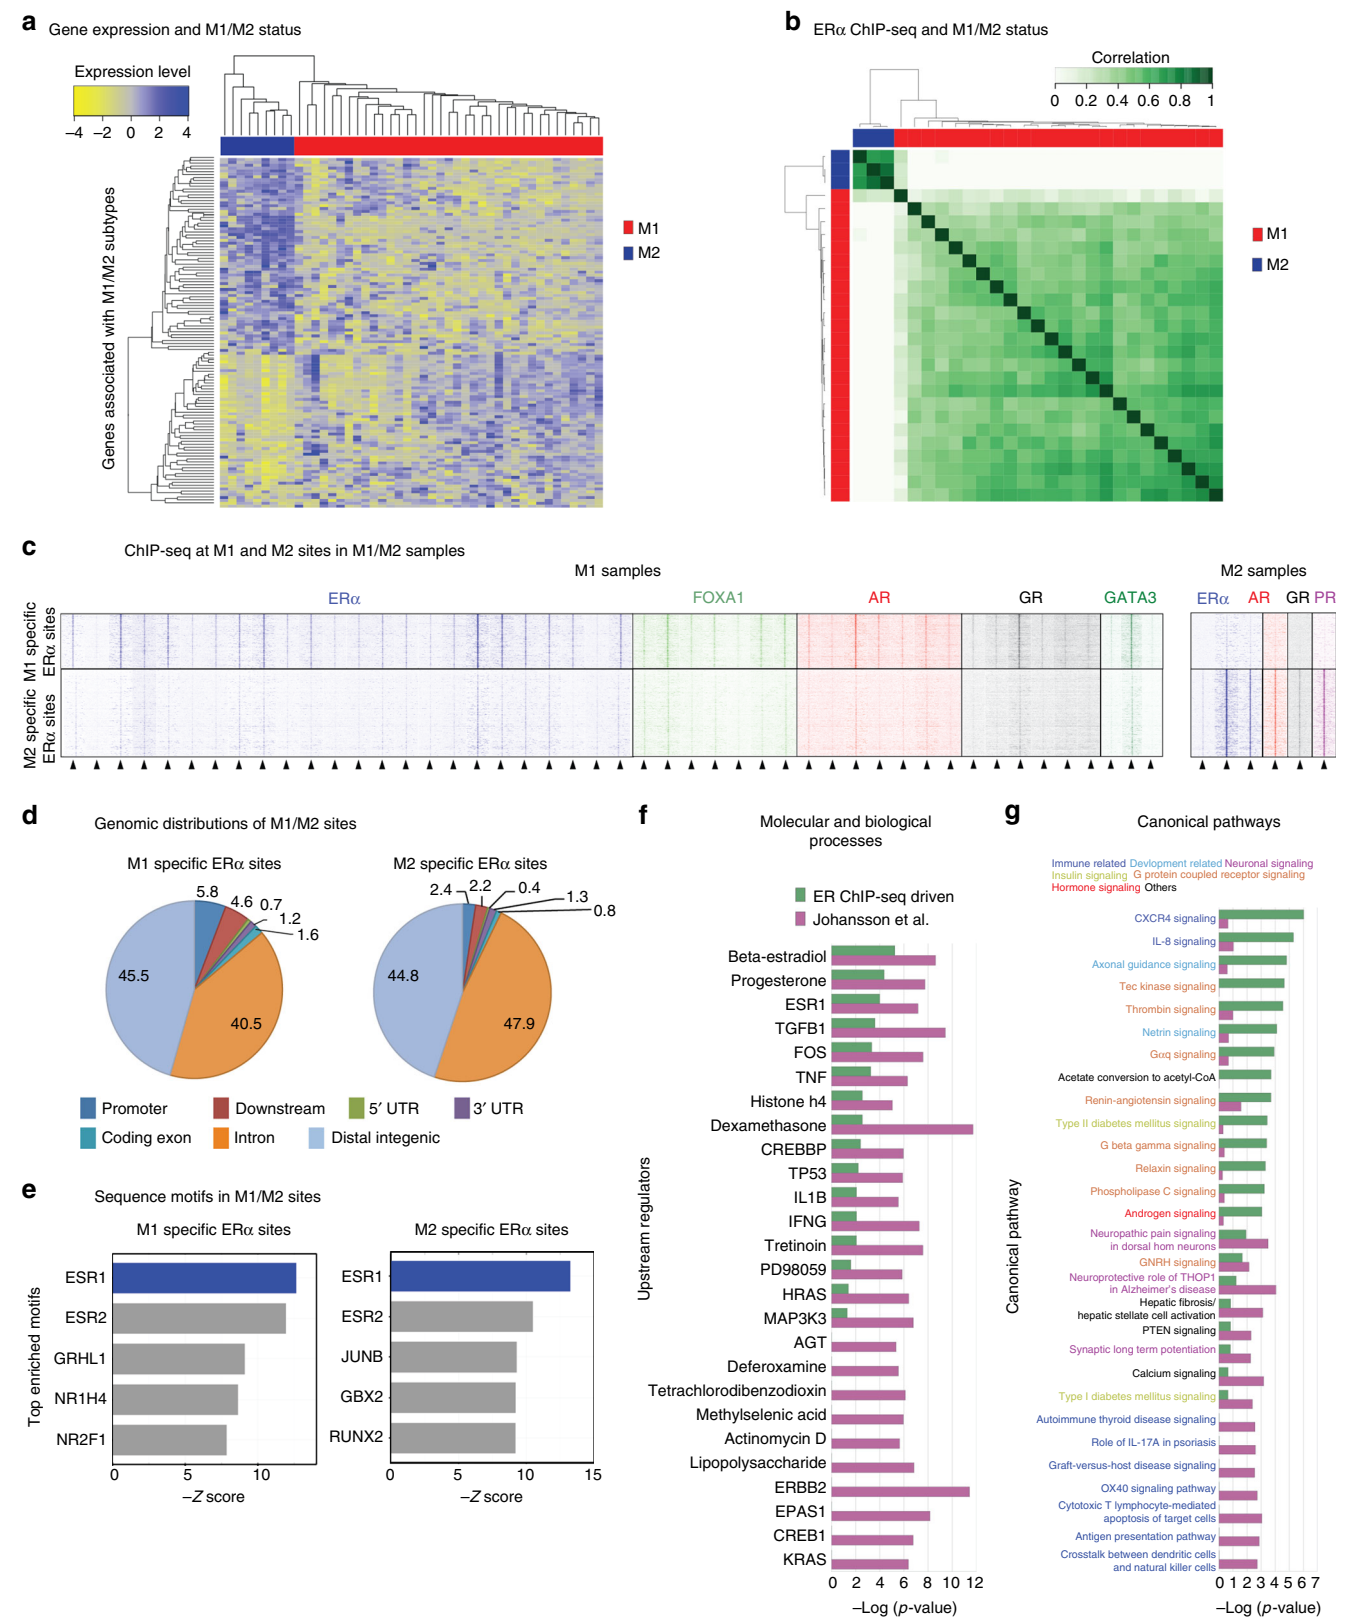 a Gene expression and M1/M2 status
Expression level
−4 −2 0 2 4
Genes associated with M1/M2 subtypes
M1
M2
b ERα ChIP-seq and M1/M2 status
Correlation
0 0.2 0.4 0.6 0.8 1
M1
M2
c ChIP-seq at M1 and M2 sites in M1/M2 samples
M1 samples
M2 samples
ERα FOXA1 AR GR GATA3 ERα AR GR PR
M1 specific
ERα sites
M2 specific
ERα sites
d Genomic distributions of M1/M2 sites
M1 specific ERα sites
5.8
4.6
0.7
1.2
1.6
45.5
40.5
M2 specific ERα sites
2.4
2.2
0.4
1.3
0.8
44.8
47.9
Promoter Downstream 5′ UTR 3′ UTR
Coding exon Intron Distal integenic
e Sequence motifs in M1/M2 sites
M1 specific ERα sites
Top enriched motifs
ESR1
ESR2
GRHL1
NR1H4
NR2F1
0 5 10
−Z score
M2 specific ERα sites
ESR1
ESR2
JUNB
GBX2
RUNX2
0 5 10 15
−Z score
f Molecular and biological
processes
ER ChIP-seq driven
Johansson et al.
Upstream regulators
Beta-estradiol
Progesterone
ESR1
TGFB1
FOS
TNF
Histone h4
Dexamethasone
CREBBP
TP53
IL1B
IFNG
Tretinoin
PD98059
HRAS
MAP3K3
AGT
Deferoxamine
Tetrachlorodibenzodioxin
Methylselenic acid
Actinomycin D
Lipopolysaccharide
ERBB2
EPAS1
CREB1
KRAS
0 2 4 6 8 10 12
−Log (p-value)
g Canonical pathways
Immune related Devlopment related Neuronal signaling
Insulin signaling G protein coupled receptor signaling
Hormone signaling Others
Canonical pathway
CXCR4 signaling
IL-8 signaling
Axonal guidance signaling
Tec kinase signaling
Thrombin signaling
Netrin signaling
Gαq signaling
Acetate conversion to acetyl-CoA
Renin-angiotensin signaling
Type II diabetes mellitus signaling
G beta gamma signaling
Relaxin signaling
Phospholipase C signaling
Androgen signaling
Neuropathic pain signaling
in dorsal horn neurons
GNRH signaling
Neuroprotective role of THOP1
in Alzheimer's disease
Hepatic fibrosis/
hepatic stellate cell activation
PTEN signaling
Synaptic long term potentiation
Calcium signaling
Type I diabetes mellitus signaling
Autoimmune thyroid disease signaling
Role of IL-17A in psoriasis
Graft-versus-host disease signaling
OX40 signaling pathway
Cytotoxic T lymphocyte-mediated
apoptosis of target cells
Antigen presentation pathway
Crosstalk between dendritic cells
and natural killer cells
0 1 2 3 4 5 6 7
−Log (p-value)